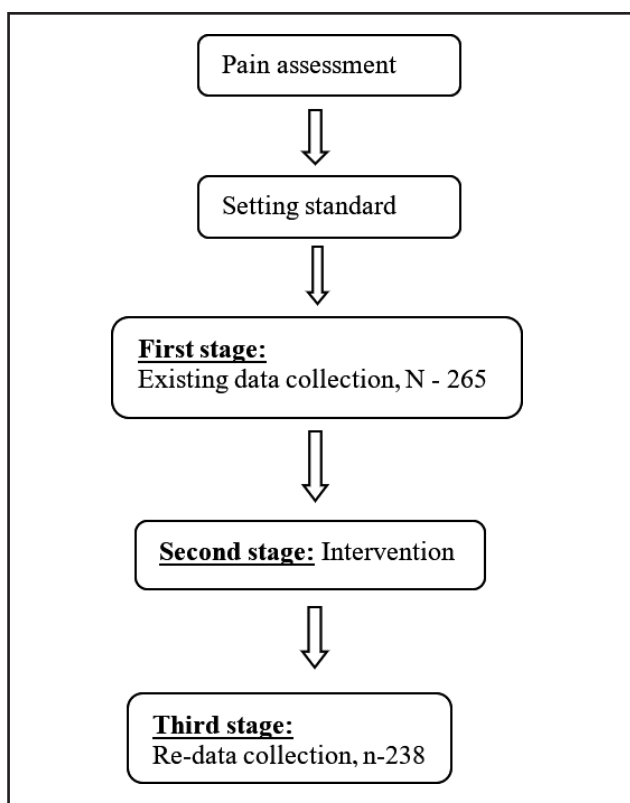 Pain assessment
Setting standard
First stage:
Existing data collection, N - 265
Second stage: Intervention
Third stage:
Re-data collection, n-238